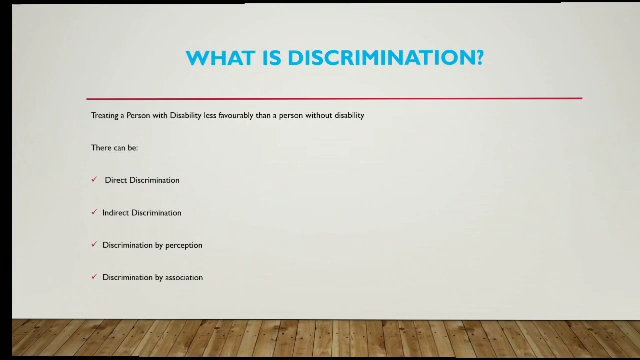 WHAT IS DISCRIMINATION?
Treating a Person with Disability less favourably than a person without disability
There can be:
✓ Direct Discrimination
✓ Indirect Discrimination
✓ Discrimination by perception
✓ Discrimination by association